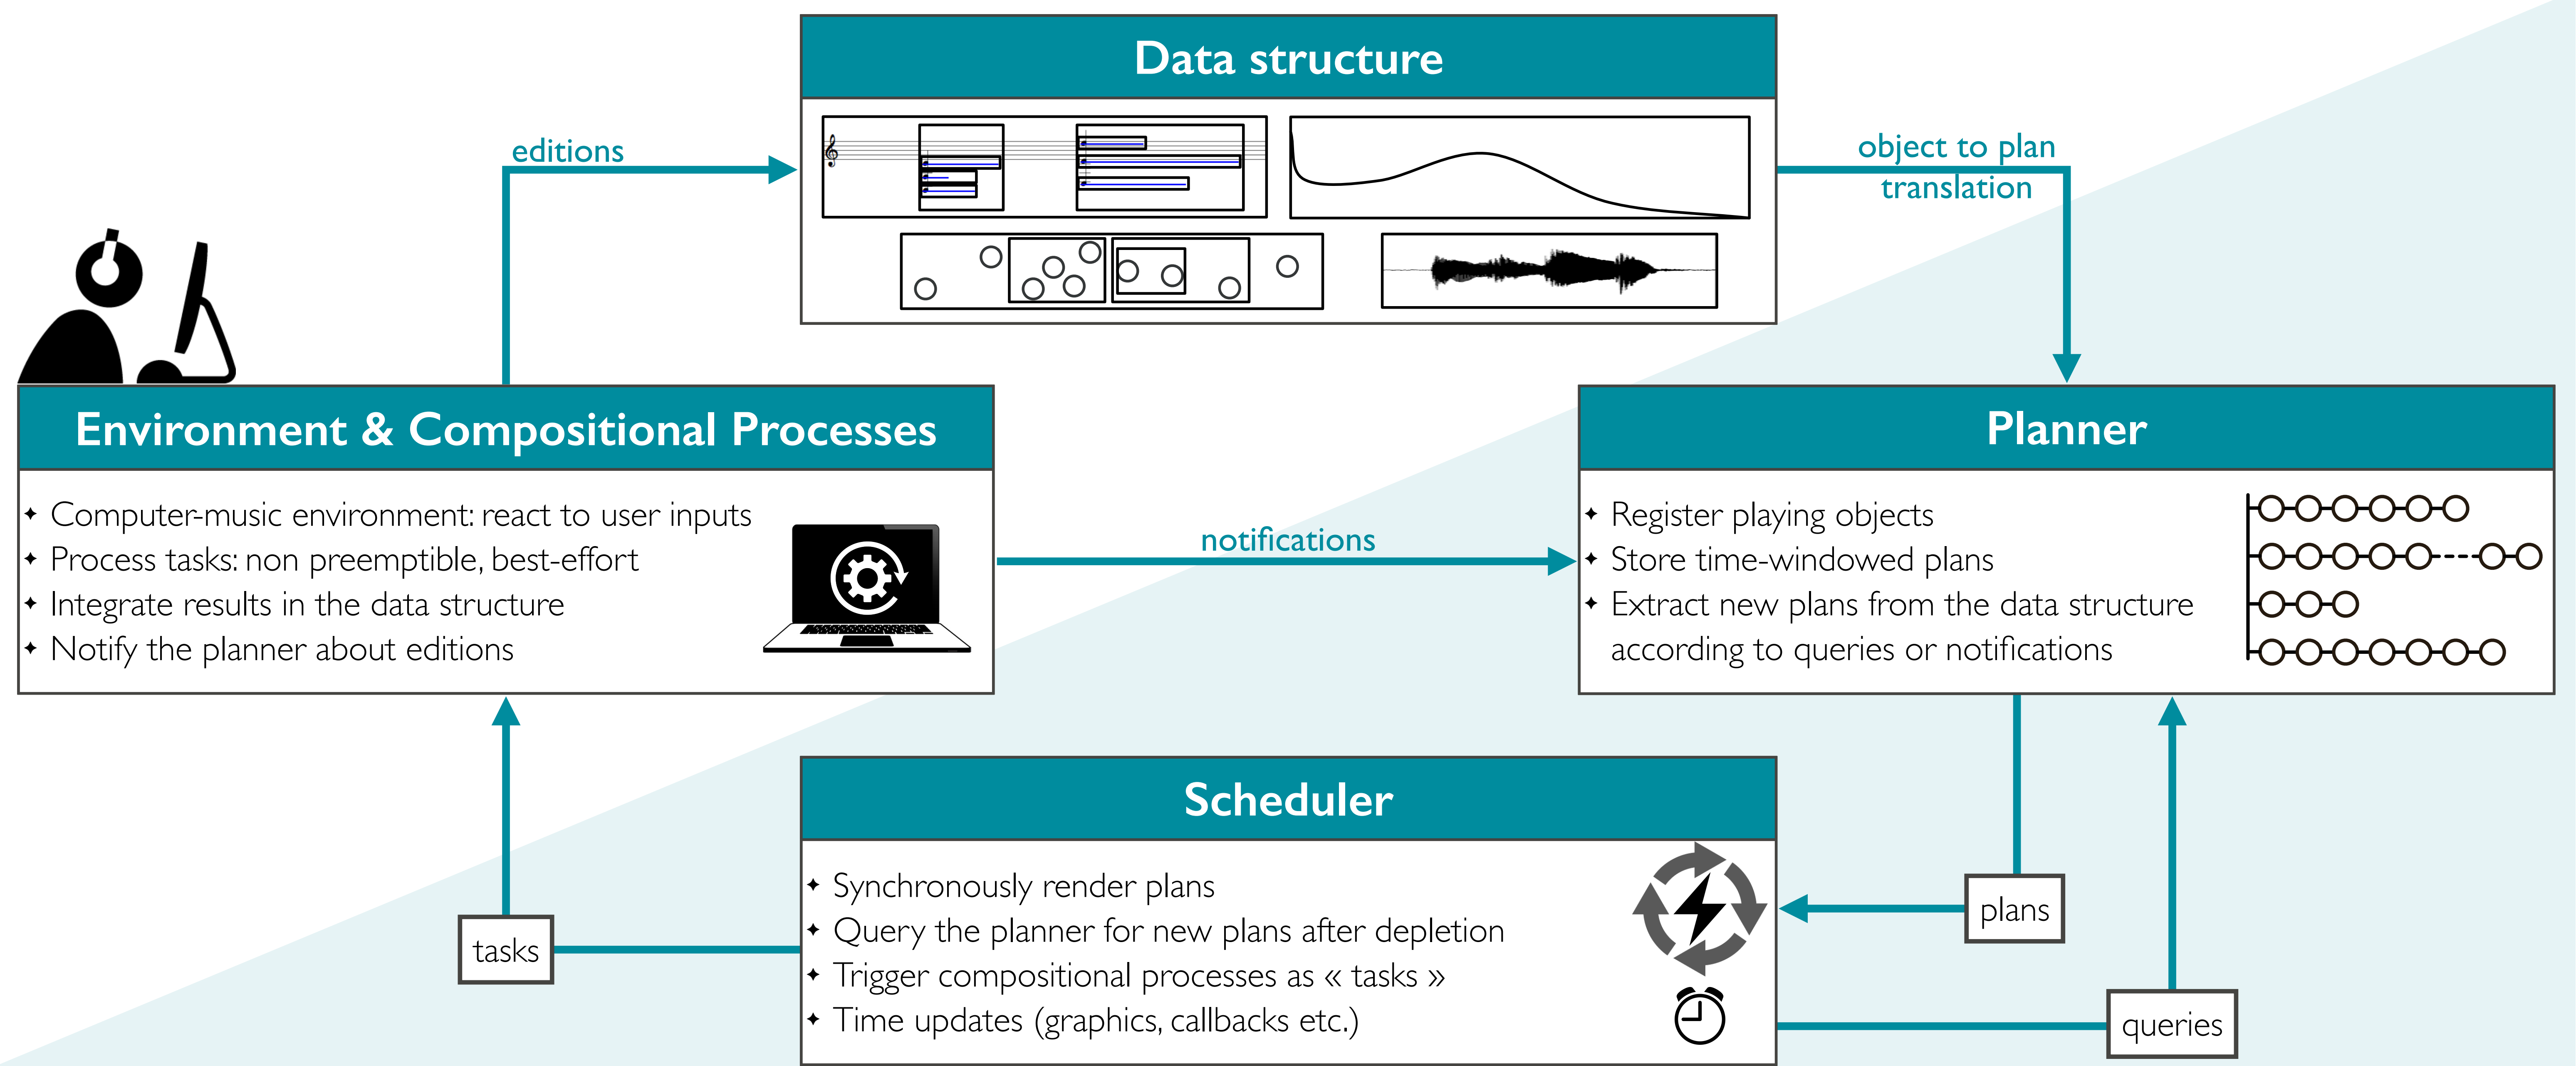 Data structure
editions
object to plan
translation
Environment & Compositional Processes
✦ Computer-music environment: react to user inputs
✦ Process tasks: non preemptible, best-effort
✦ Integrate results in the data structure
✦ Notify the planner about editions
notifications
Planner
✦ Register playing objects
✦ Store time-windowed plans
✦ Extract new plans from the data structure
according to queries or notifications
Scheduler
✦ Synchronously render plans
✦ Query the planner for new plans after depletion
✦ Trigger compositional processes as « tasks »
✦ Time updates (graphics, callbacks etc.)
tasks
plans
queries